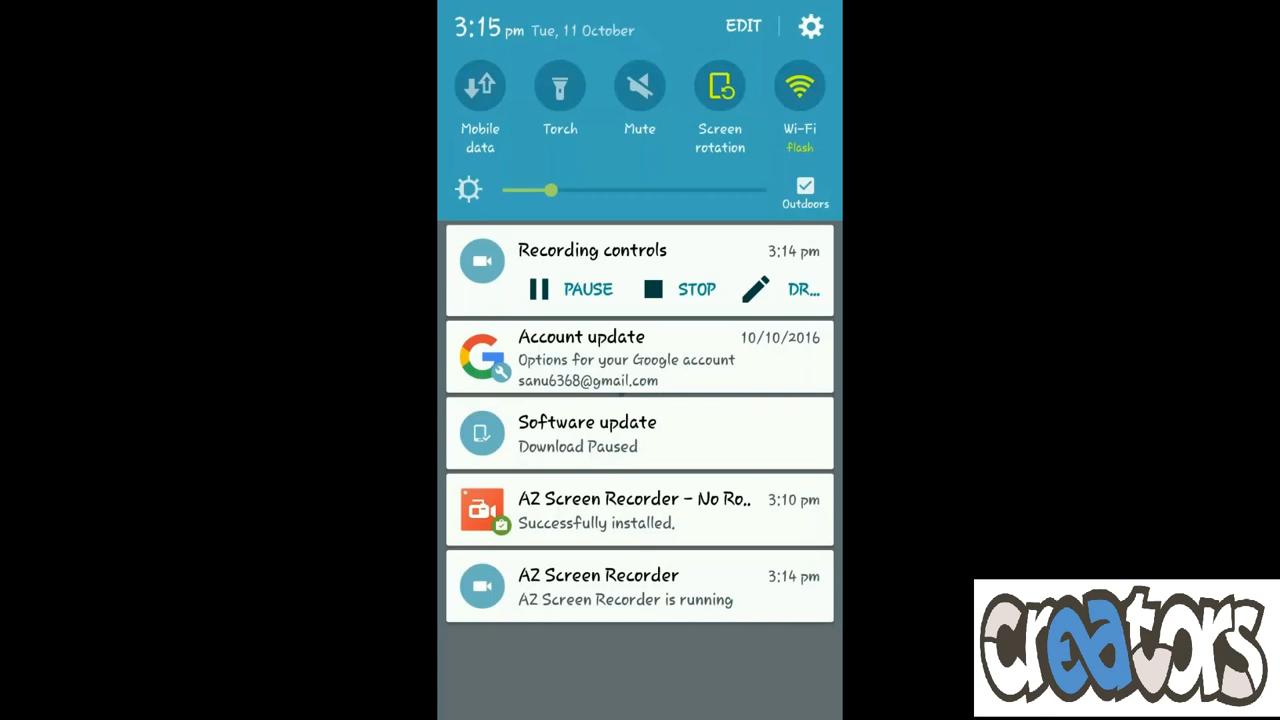 3:15 pm Tue, 11 October EDIT
Mobile data
Torch
Mute
Screen rotation
Wi-Fi
flash
Outdoors
Recording controls 3:14 pm
PAUSE STOP DR...
Account update 10/10/2016
Options for your Google account
sanu6368@gmail.com
Software update
Download Paused
AZ Screen Recorder - No Ro.. 3:10 pm
Successfully installed.
AZ Screen Recorder 3:14 pm
AZ Screen Recorder is running
creators